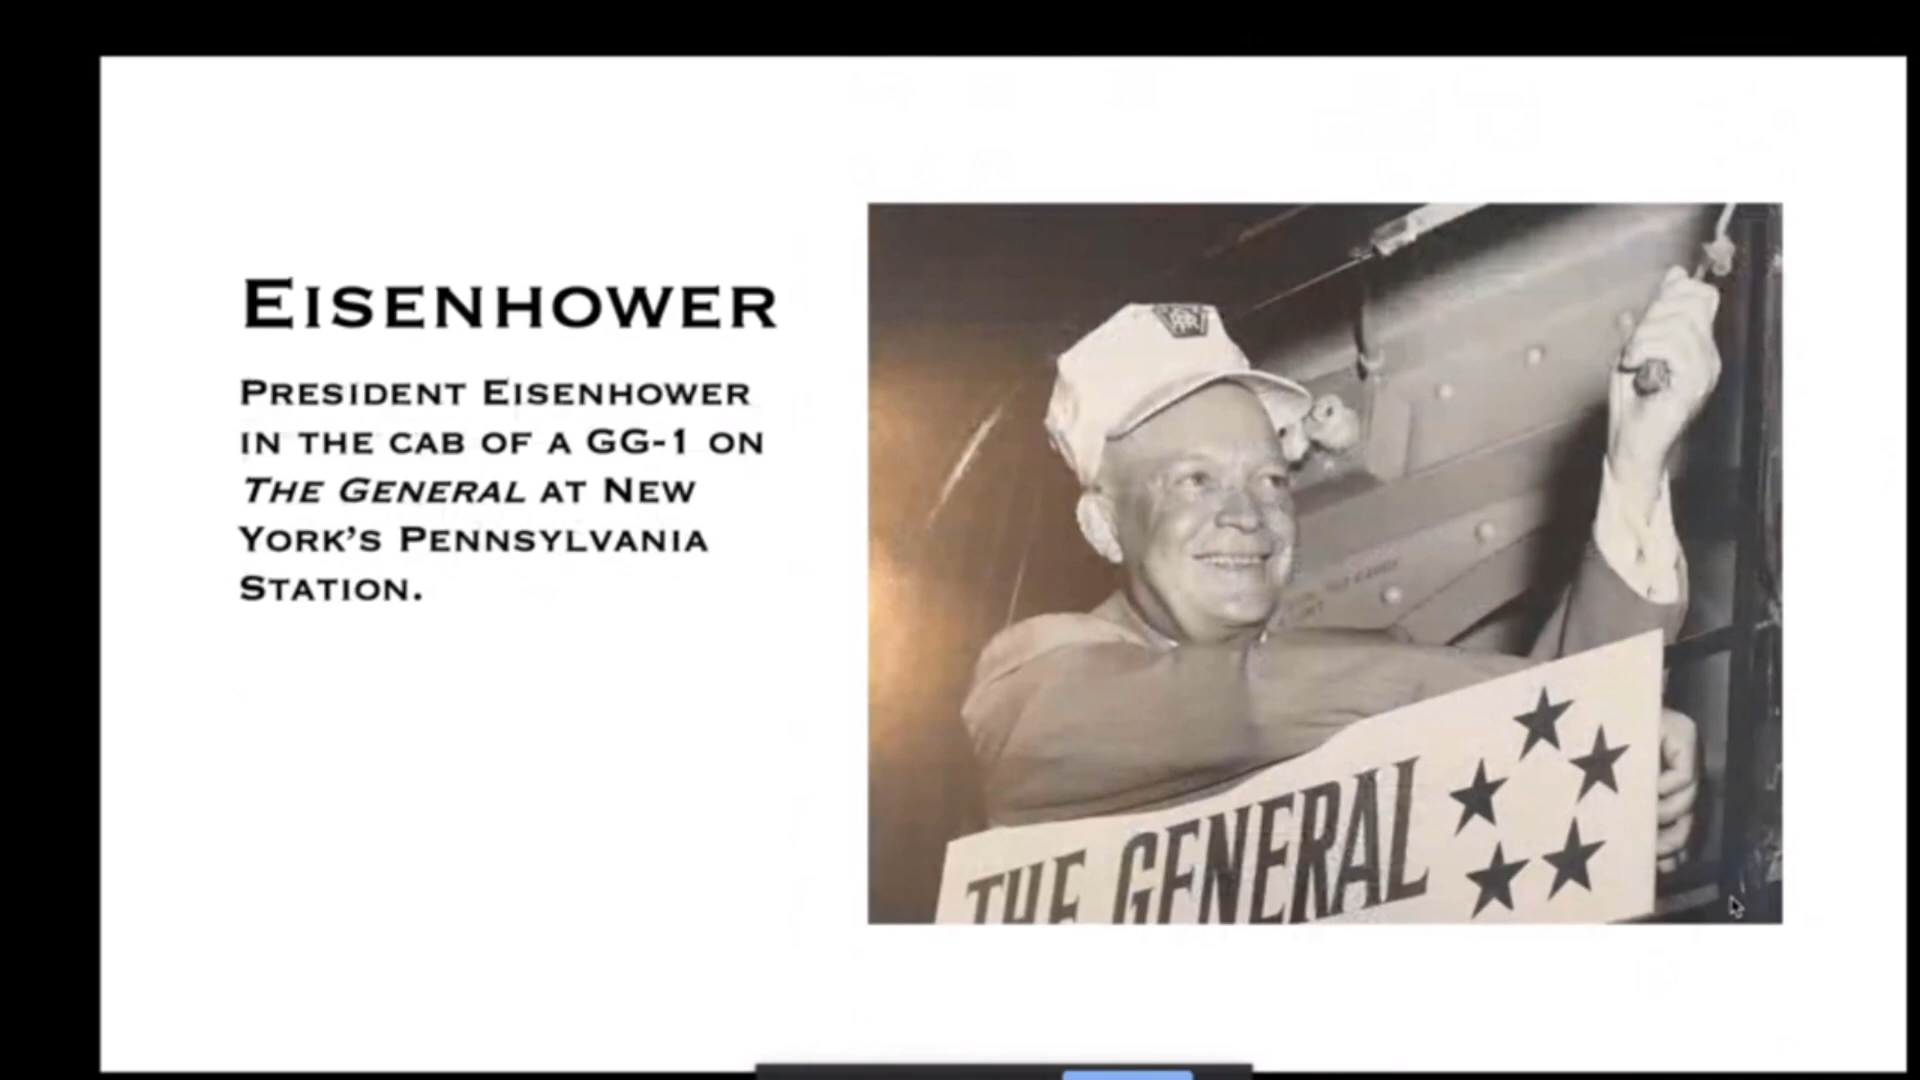 EISENHOWER
PRESIDENT EISENHOWER
IN THE CAB OF A GG-1 ON
THE GENERAL AT NEW
YORK'S PENNSYLVANIA
STATION.
PRR
THE GENERAL